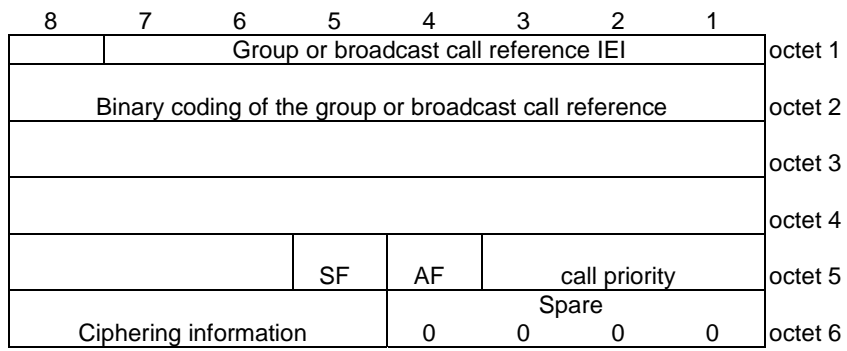 8 7 6 5 4 3 2 1
Group or broadcast call reference IEI octet 1
Binary coding of the group or broadcast call reference octet 2
octet 3
octet 4
SF AF call priority octet 5
Spare
Ciphering information 0 0 0 0 octet 6